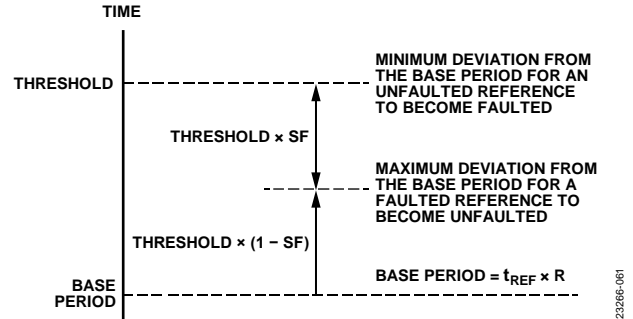 TIME
THRESHOLD
MINIMUM DEVIATION FROM
THE BASE PERIOD FOR AN
UNFAULTED REFERENCE
TO BECOME FAULTED
THRESHOLD × SF
MAXIMUM DEVIATION FROM
THE BASE PERIOD FOR A
FAULTED REFERENCE TO
BECOME UNFAULTED
THRESHOLD × (1 − SF)
BASE
PERIOD
BASE PERIOD = tREF × R
23266-061